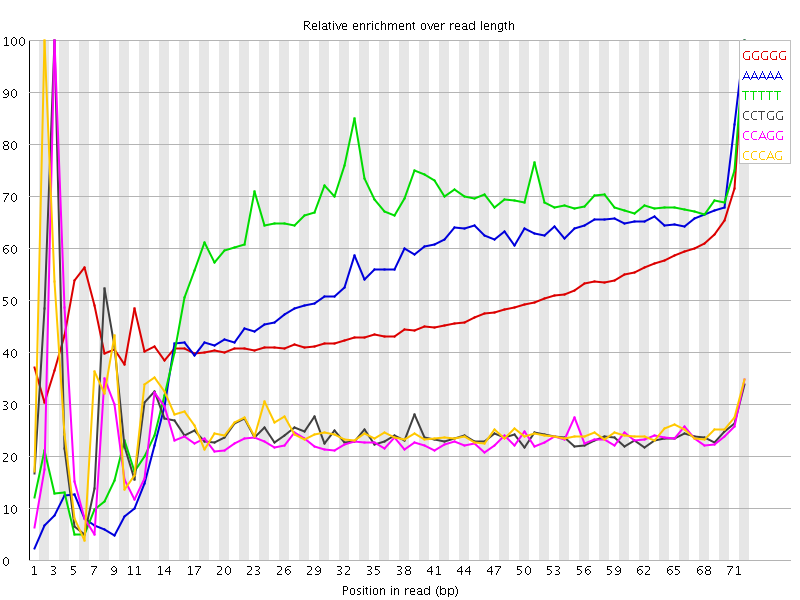 Relative enrichment over read length
100
90
80
70
60
50
40
30
20
10
0
GGGGG
AAAAA
TTTTT
CCTGG
CCAGG
CCCAG
1 3 5 7 9 11 14 17 20 23 26 29 32 35 38 41 44 47 50 53 56 59 62 65 68 71
Position in read (bp)